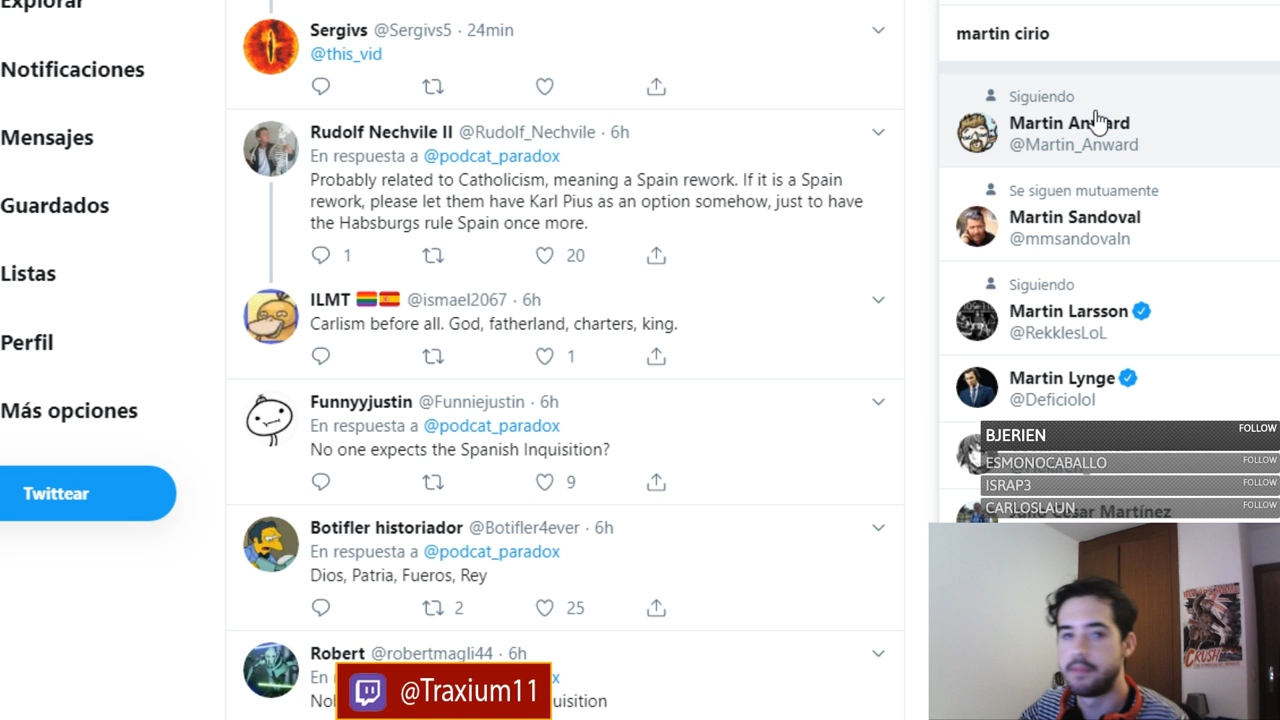 Explorar
Notificaciones
Mensajes
Guardados
Listas
Perfil
Más opciones
Twittear
Sergivs @Sergivs5 · 24min
@this_vid
Rudolf Nechvile II @Rudolf_Nechvile · 6h
En respuesta a @podcat_paradox
Probably related to Catholicism, meaning a Spain rework. If it is a Spain
rework, please let them have Karl Pius as an option somehow, just to have
the Habsburgs rule Spain once more.
1 20
ILMT @ismael2067 · 6h
Carlism before all. God, fatherland, charters, king.
1
Funnyyjustin @Funniejustin · 6h
En respuesta a @podcat_paradox
No one expects the Spanish Inquisition?
9
Botifler historiador @Botifler4ever · 6h
En respuesta a @podcat_paradox
Dios, Patria, Fueros, Rey
2 25
Robert @robertmagli44 · 6h
@Traxium11
martin cirio
Siguiendo
Martin Anward
@Martin_Anward
Se siguen mutuamente
Martin Sandoval
@mmsandovaln
Siguiendo
Martin Larsson
@RekklesLoL
Martin Lynge
@Deficiolol
BJERIEN FOLLOW
ESMONOCABALLO FOLLOW
ISRAP3 FOLLOW
CARLOSLAUN FOLLOW
CRUSH